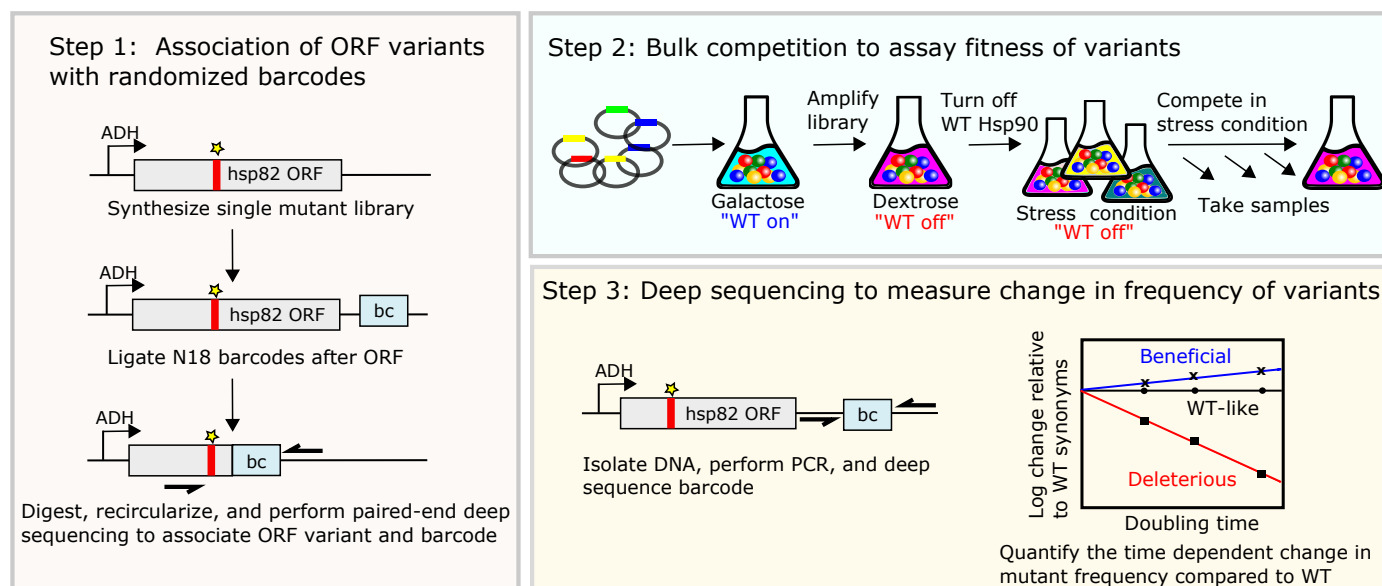 Step 1: Association of ORF variants
with randomized barcodes
ADH
hsp82 ORF
Synthesize single mutant library
ADH
hsp82 ORF
bc
Ligate N18 barcodes after ORF
ADH
bc
Digest, recircularize, and perform paired-end deep
sequencing to associate ORF variant and barcode
Step 2: Bulk competition to assay fitness of variants
Amplify
library
Turn off
WT Hsp90
Compete in
stress condition
Galactose
"WT on"
Dextrose
"WT off"
Stress condition
"WT off"
Take samples
Step 3: Deep sequencing to measure change in frequency of variants
ADH
hsp82 ORF
bc
Isolate DNA, perform PCR, and deep
sequence barcode
Log change relative
to WT synonyms
Beneficial
WT-like
Deleterious
Doubling time
Quantify the time dependent change in
mutant frequency compared to WT